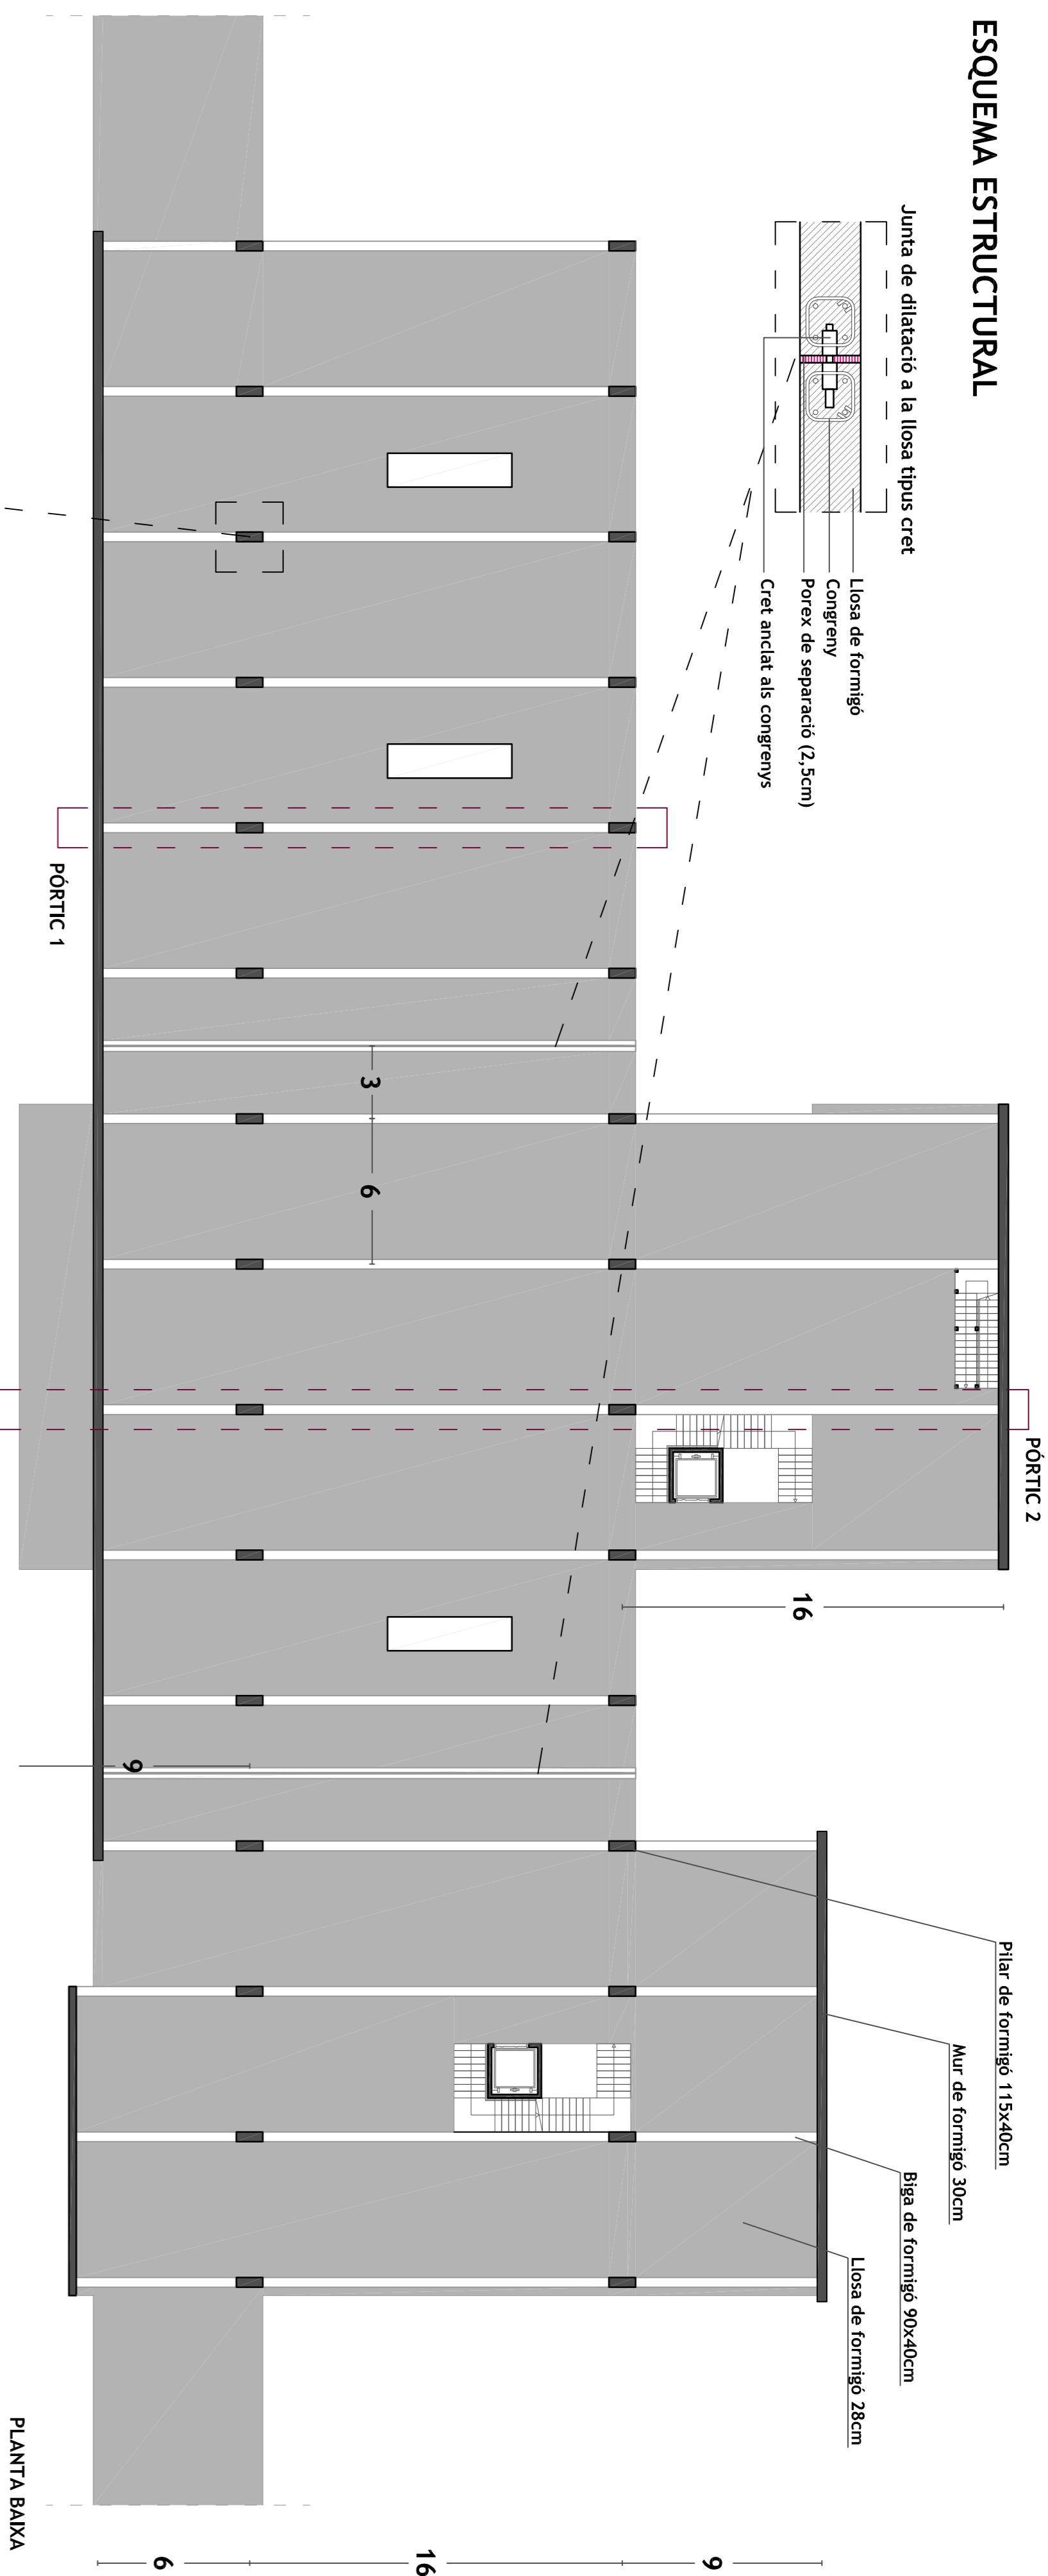 ESQUEMA ESTRUCTURAL
Junta de dilatació a la llosa tipus cret
Llosa de formigó
Congreny
Porex de separació (2,5cm)
Cret anclat als congrenys
PÓRTIC 1
PÓRTIC 2
3
6
16
9
Pilar de formigó 115x40cm
Mur de formigó 30cm
Biga de formigó 90x40cm
Llosa de formigó 28cm
9
16
6
PLANTA BAIXA